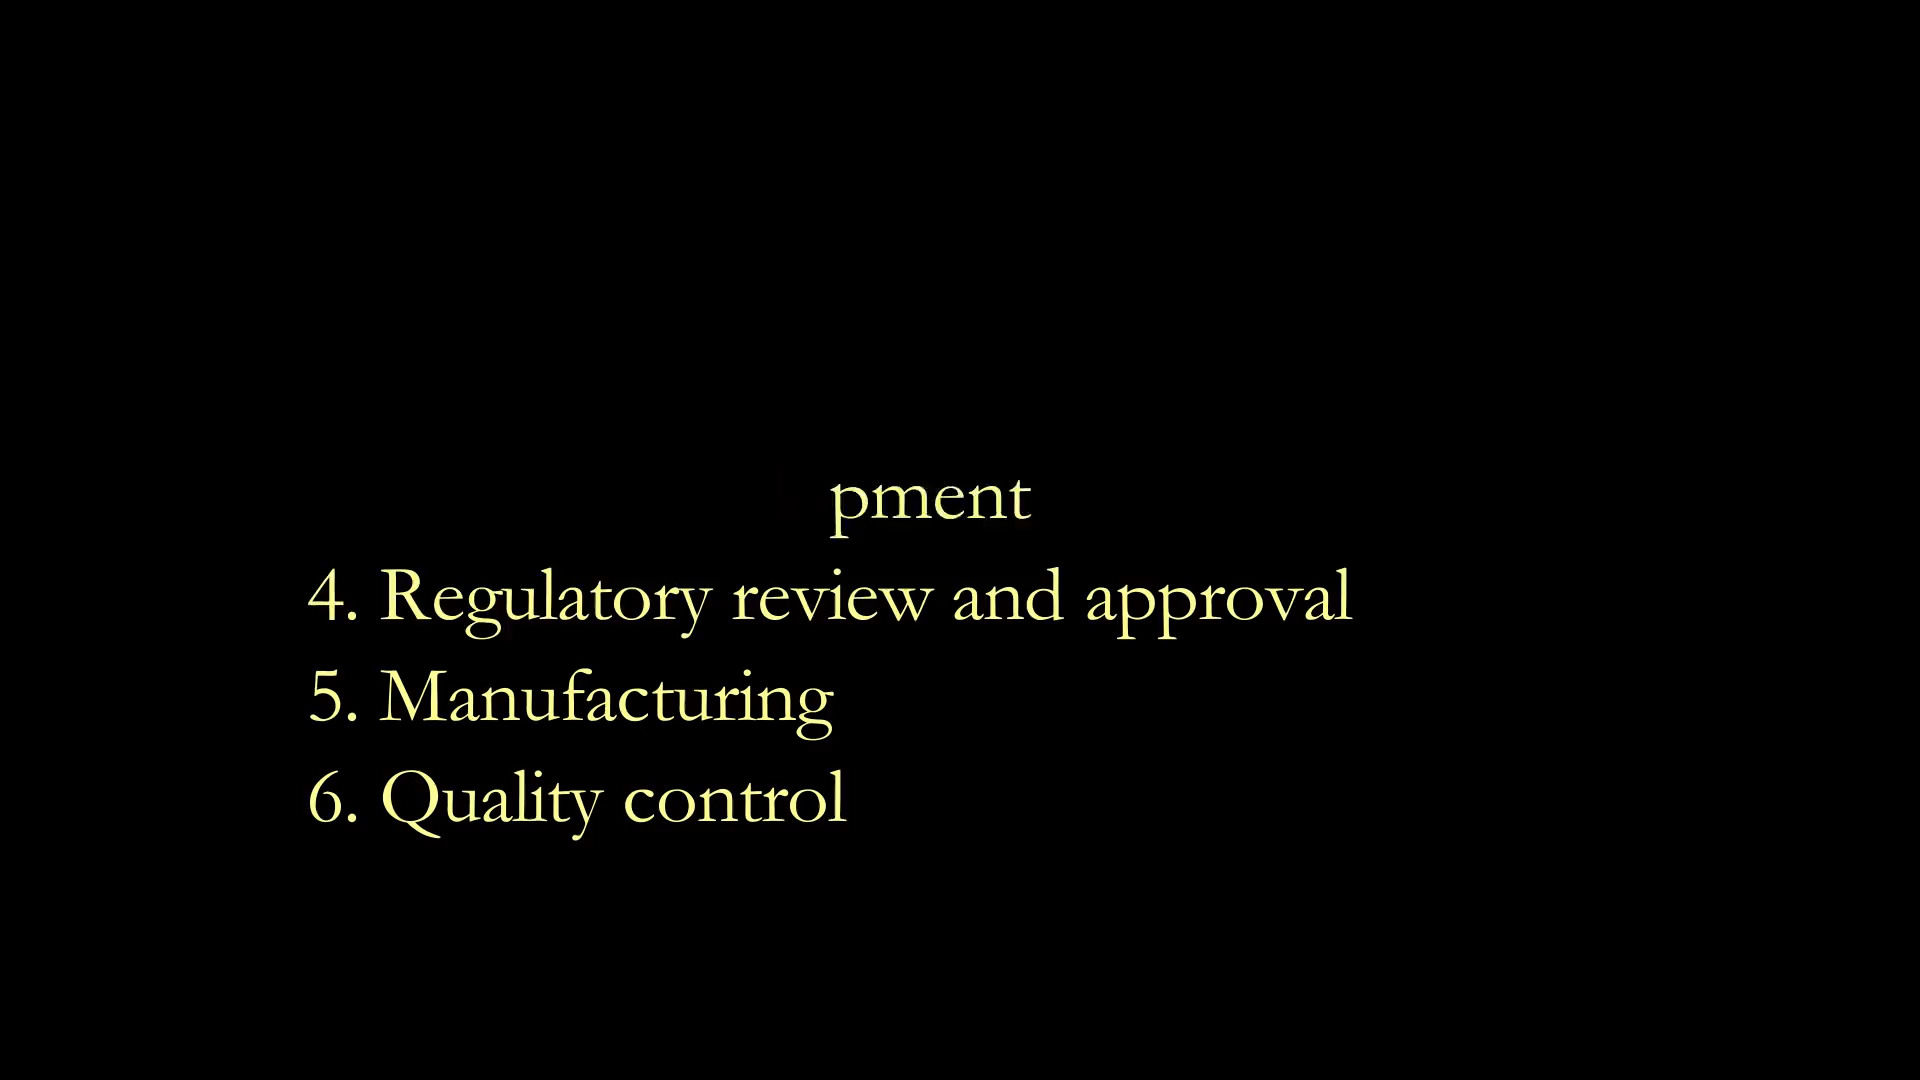 pment
4. Regulatory review and approval
5. Manufacturing
6. Quality control